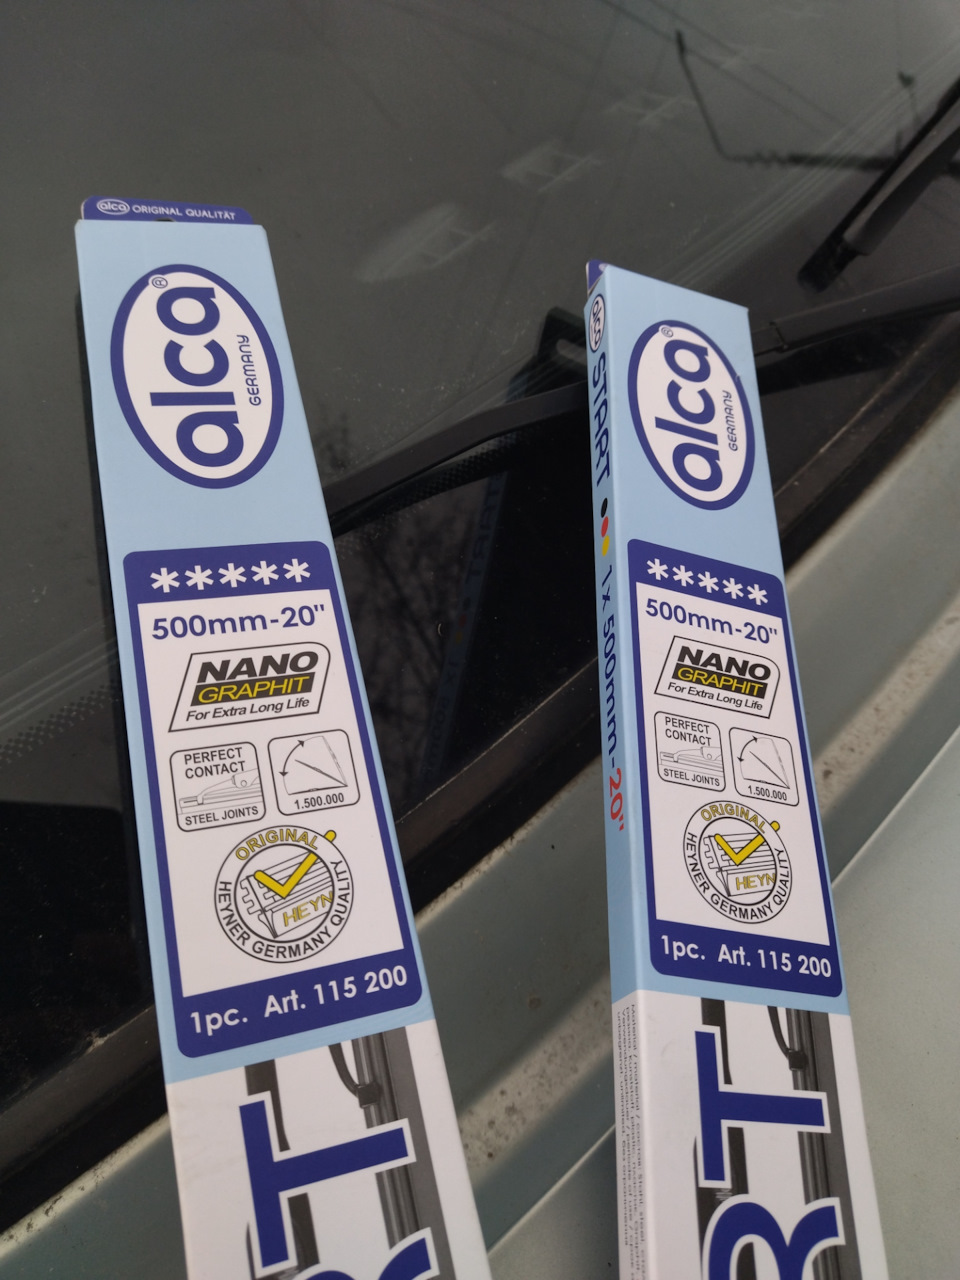 alca ORIGINAL QUALITÄT
alca®
GERMANY
*****
500mm-20"
NANO
GRAPHIT
For Extra Long Life
PERFECT
CONTACT
STEEL JOINTS
1.500.000
ORIGINAL
HEYN
HEYNER GERMANY QUALITY
1pc. Art. 115 200
RT
alca START 1x 500mm-20"
alca®
GERMANY
*****
500mm-20"
NANO
GRAPHIT
For Extra Long Life
PERFECT
CONTACT
STEEL JOINTS
1.500.000
ORIGINAL
HEYN
HEYNER GERMANY QUALITY
1pc. Art. 115 200
RT